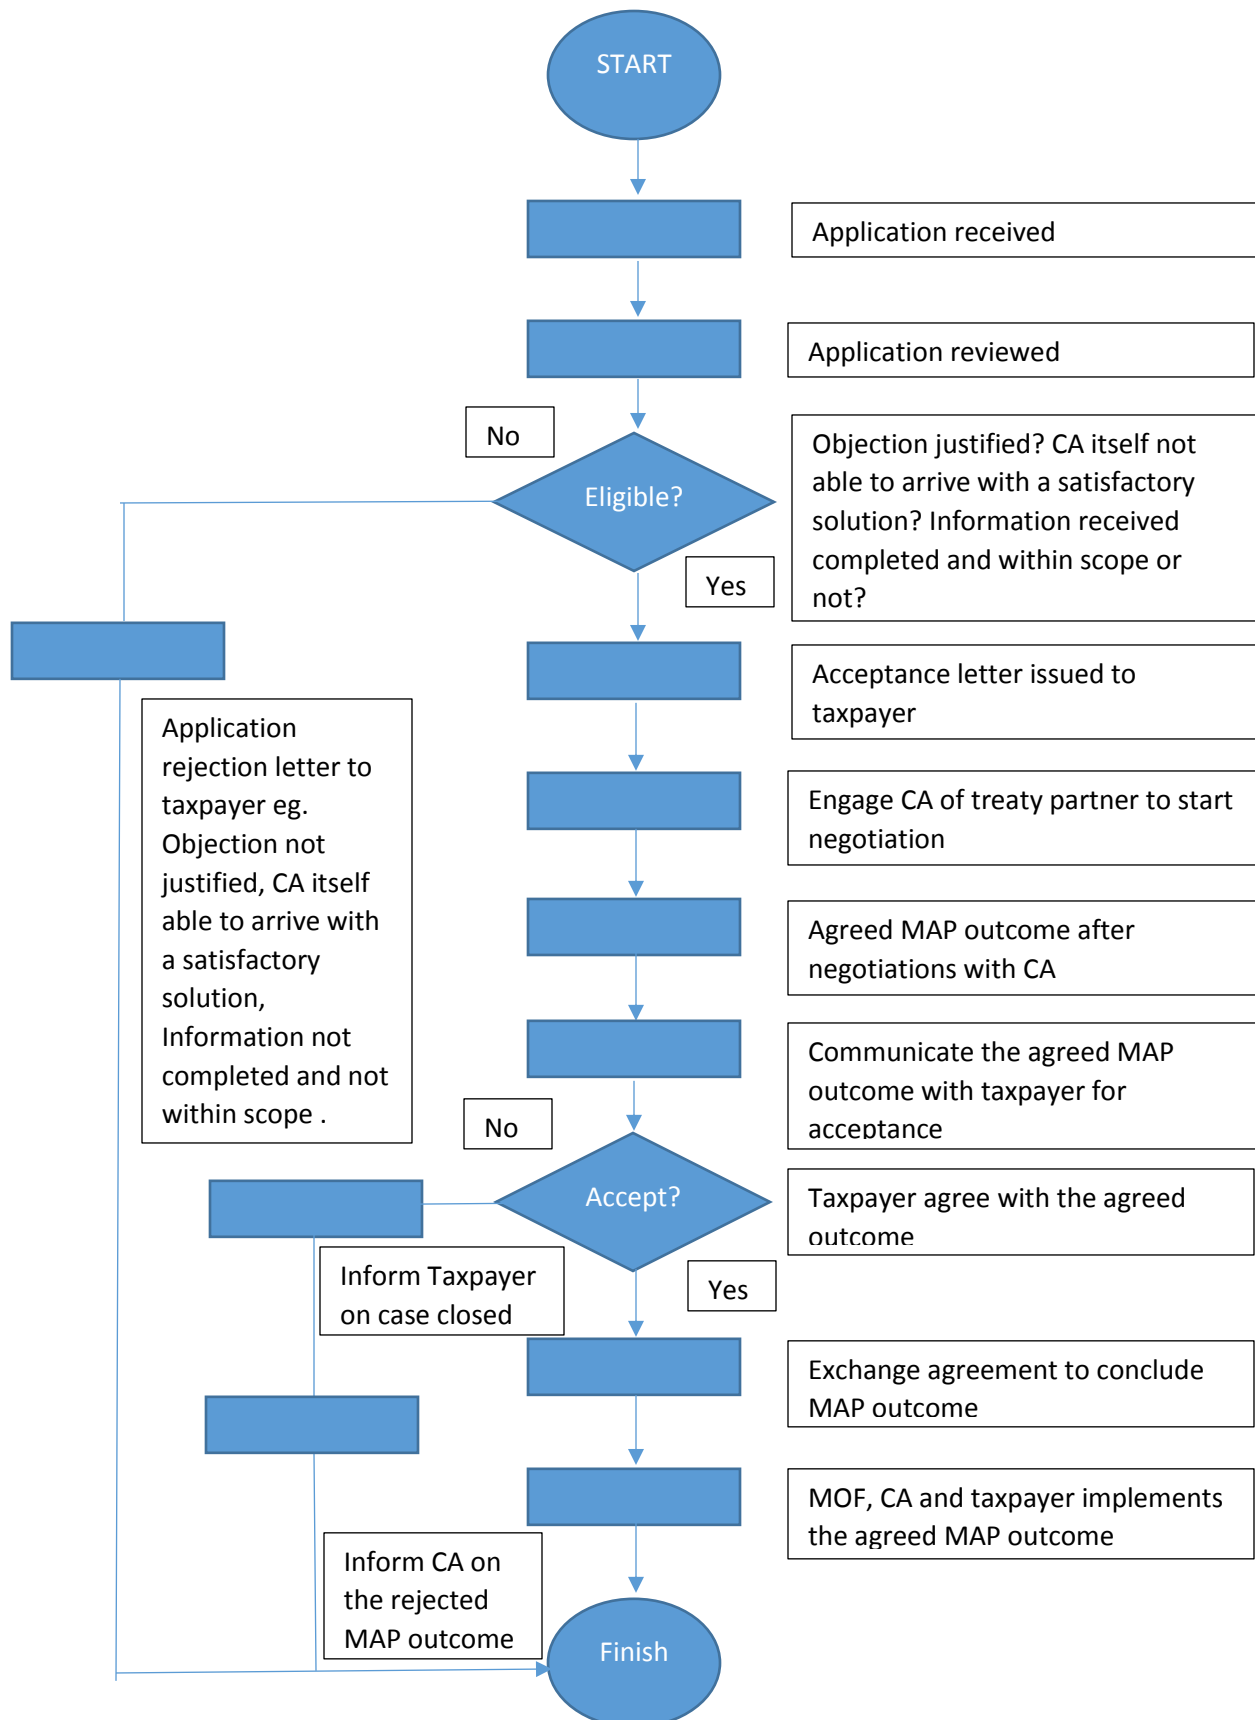 START
Application received
Application reviewed
No
Eligible?
Objection justified? CA itself not
able to arrive with a satisfactory
solution? Information received
completed and within scope or
not?
Yes
Acceptance letter issued to
taxpayer
Application
rejection letter to
taxpayer eg.
Objection not
justified, CA itself
able to arrive with
a satisfactory
solution,
Information not
completed and not
within scope .
Engage CA of treaty partner to start
negotiation
Agreed MAP outcome after
negotiations with CA
Communicate the agreed MAP
outcome with taxpayer for
acceptance
No
Accept?
Taxpayer agree with the agreed
outcome
Inform Taxpayer
on case closed
Yes
Exchange agreement to conclude
MAP outcome
MOF, CA and taxpayer implements
the agreed MAP outcome
Inform CA on
the rejected
MAP outcome
Finish